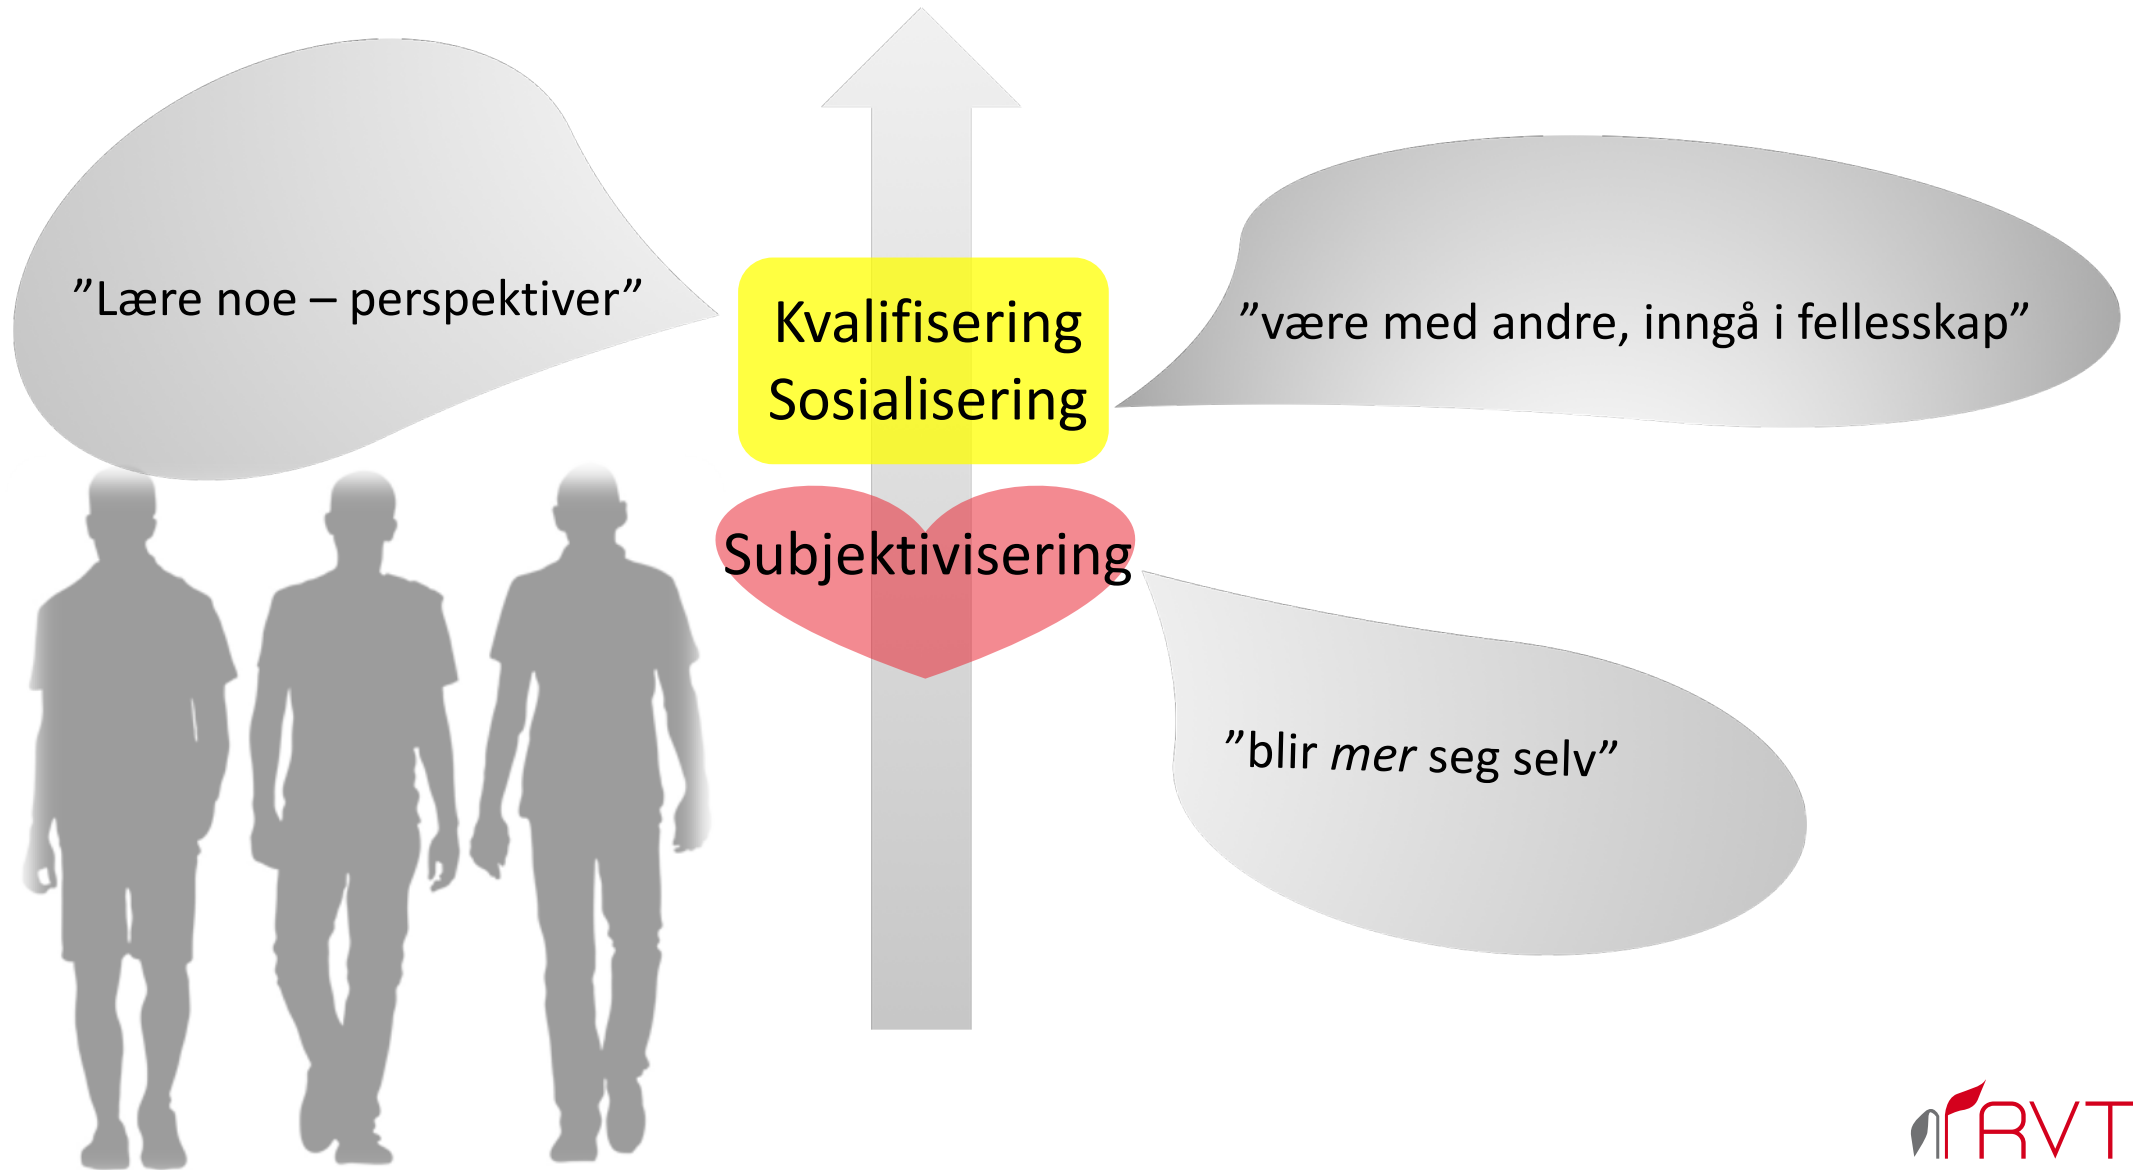 ”Lære noe – perspektiver”
Kvalifisering
Sosialisering
”være med andre, inngå i fellesskap”
Subjektivisering
”blir mer seg selv”
RVT